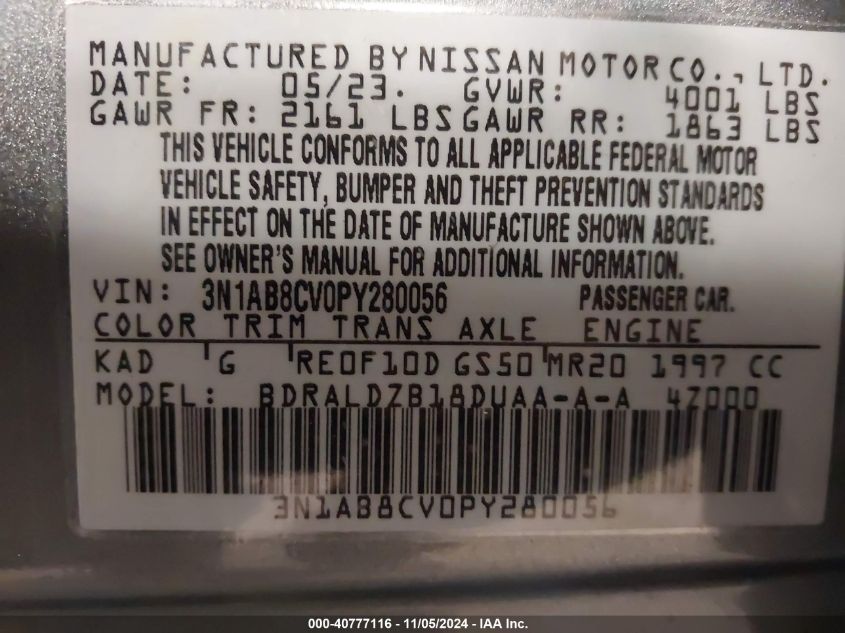 MANUFACTURED BY NISSAN MOTOR CO., LTD.
DATE: 05/23. GVWR: 4001 LBS
GAWR FR: 2161 LBS GAWR RR: 1863 LBS
THIS VEHICLE CONFORMS TO ALL APPLICABLE FEDERAL MOTOR
VEHICLE SAFETY, BUMPER AND THEFT PREVENTION STANDARDS
IN EFFECT ON THE DATE OF MANUFACTURE SHOWN ABOVE.
SEE OWNER'S MANUAL FOR ADDITIONAL INFORMATION.
VIN: 3N1AB8CV0PY280056 PASSENGER CAR.
COLOR TRIM TRANS AXLE ENGINE
KAD G RE0F10D GS50 MR20 1997 CC
MODEL: BDRALDZB18DUAA-A-A 47000
3N1AB8CV0PY280056
000-40777116 - 11/05/2024 - IAA Inc.